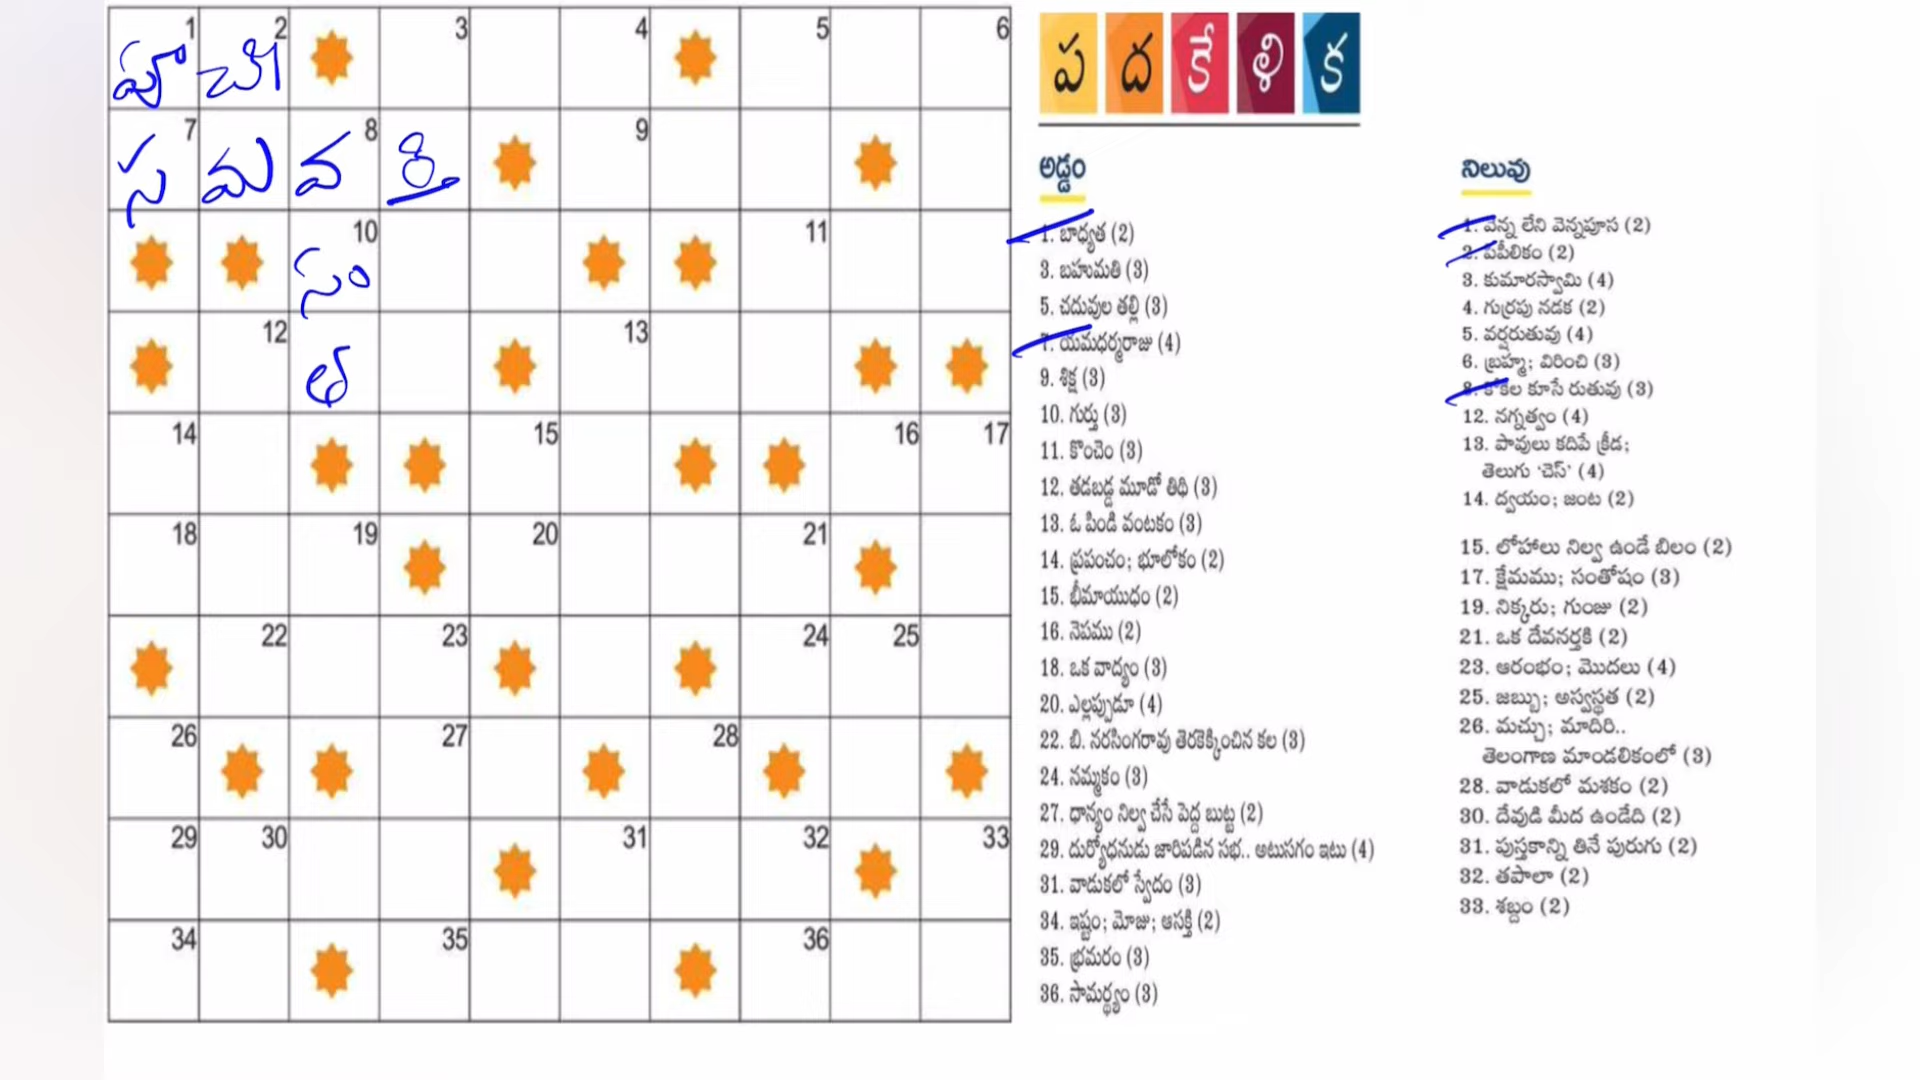 ప ద కే ళి క
1 2 3 4 5 6
పూ చీ
7 8 9
స మ వ ర్తి
10 11
సం
12 13
త
14 15 16 17
18 19 20 21
22 23 24 25
26 27 28
29 30 31 32 33
34 35 36
అడ్డం
1. బాధ్యత (2)
3. బహుమతి (3)
5. చదువుల తల్లి (3)
7. యమధర్మరాజు (4)
9. శిక్ష (3)
10. గుర్తు (3)
11. కొంచెం (3)
12. తడబడ్డ మూడో తిథి (3)
13. ఓ పిండి వంటకం (3)
14. ప్రపంచం; భూలోకం (2)
15. భీమాయుధం (2)
16. నెపము (2)
18. ఒక వాద్యం (3)
20. ఎల్లప్పుడూ (4)
22. బి. నరసింగరావు తెరకెక్కించిన కల (3)
24. నమ్మకం (3)
27. ధాన్యం నిల్వ చేసే పెద్ద బుట్ట (2)
29. దుర్యోధనుడు జారిపడిన సభ.. అటుసగం ఇటు (4)
31. వాడుకలో స్వేదం (3)
34. ఇష్టం; మోజు; ఆసక్తి (2)
35. భ్రమరం (3)
36. సామర్థ్యం (3)
నిలువు
1. వెన్న లేని వెన్నపూస (2)
2. పిపీలికం (2)
3. కుమారస్వామి (4)
4. గుర్రపు నడక (2)
5. వర్షరుతువు (4)
6. బ్రహ్మ; విరించి (3)
8. కోకిల కూసే రుతువు (3)
12. నగ్నత్వం (4)
13. పావులు కదిపే క్రీడ;
తెలుగు ‘చెస్’ (4)
14. ద్వయం; జంట (2)
15. లోహాలు నిల్వ ఉండే బిలం (2)
17. క్షేమము; సంతోషం (3)
19. నిక్కరు; గుంజు (2)
21. ఒక దేవనర్తకి (2)
23. ఆరంభం; మొదలు (4)
25. జబ్బు; అస్వస్థత (2)
26. మచ్చు; మాదిరి..
తెలంగాణ మాండలికంలో (3)
28. వాడుకలో మశకం (2)
30. దేవుడి మీద ఉండేది (2)
31. పుస్తకాన్ని తినే పురుగు (2)
32. తపాలా (2)
33. శబ్దం (2)